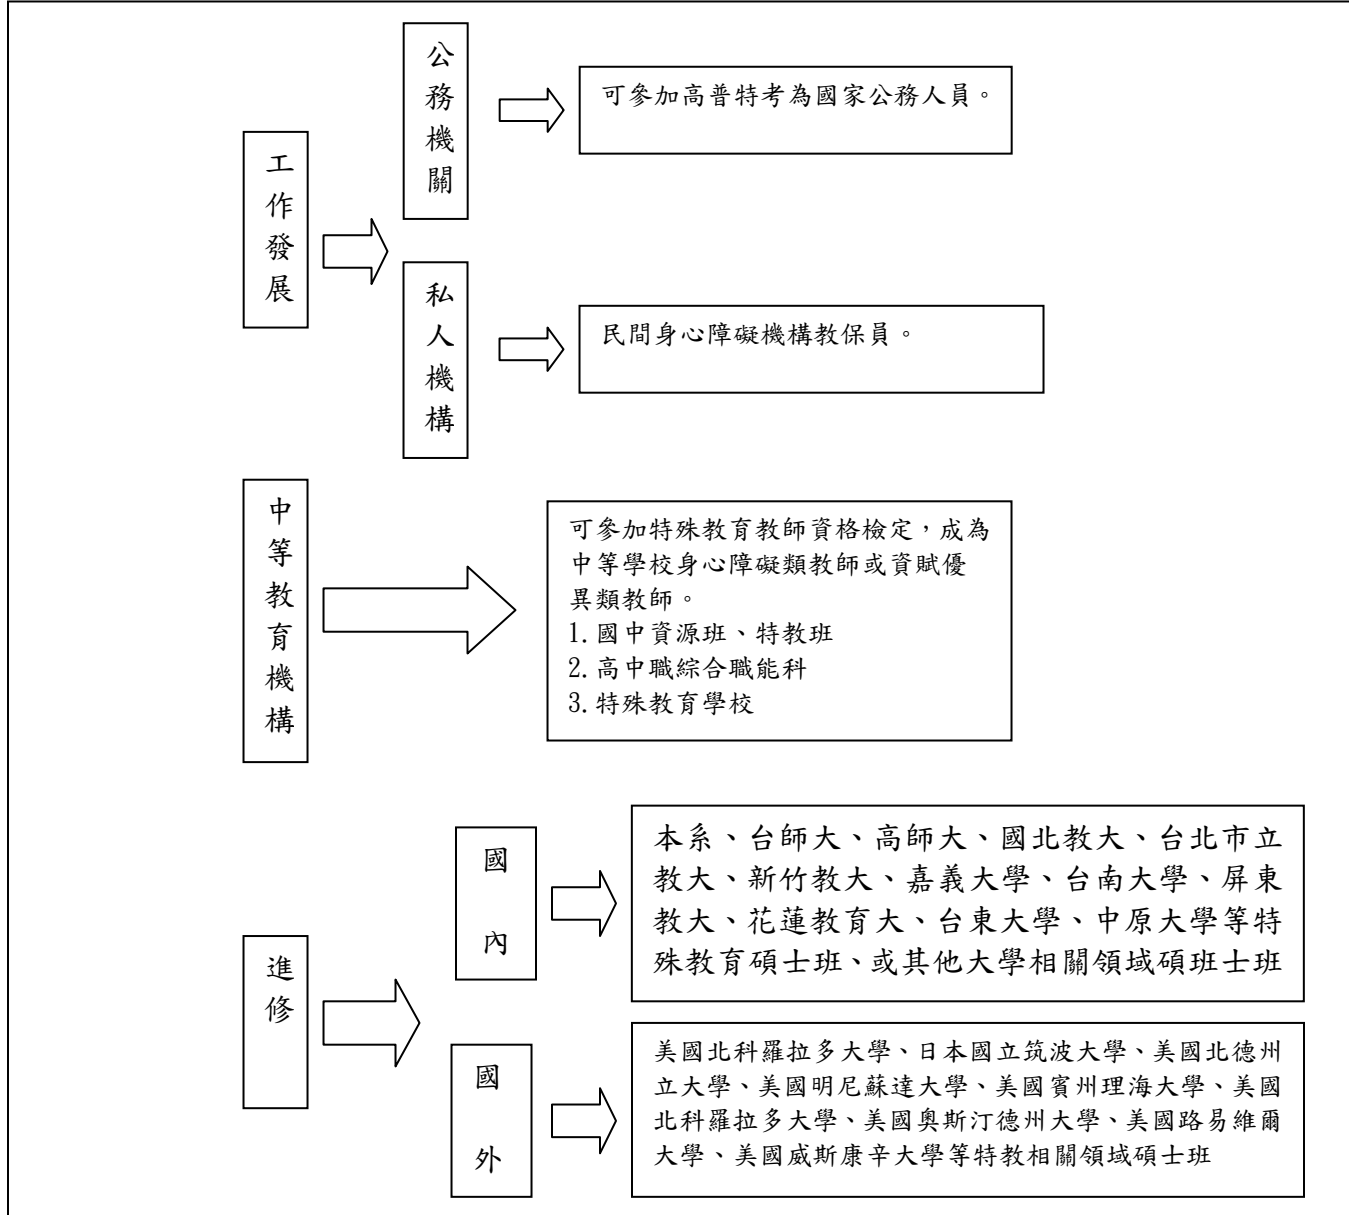 工作發展
公務機關
可參加高普特考為國家公務人員。
私人機構
民間身心障礙機構教保員。
中等教育機構
可參加特殊教育教師資格檢定，成為
中等學校身心障礙類教師或資賦優
異類教師。
1.國中資源班、特教班
2.高中職綜合職能科
3.特殊教育學校
進修
國內
本系、台師大、高師大、國北教大、台北市立
教大、新竹教大、嘉義大學、台南大學、屏東
教大、花蓮教育大、台東大學、中原大學等特
殊教育碩士班、或其他大學相關領域碩班士班
國外
美國北科羅拉多大學、日本國立筑波大學、美國北德州
立大學、美國明尼蘇達大學、美國賓州理海大學、美國
北科羅拉多大學、美國奧斯汀德州大學、美國路易維爾
大學、美國威斯康辛大學等特教相關領域碩士班